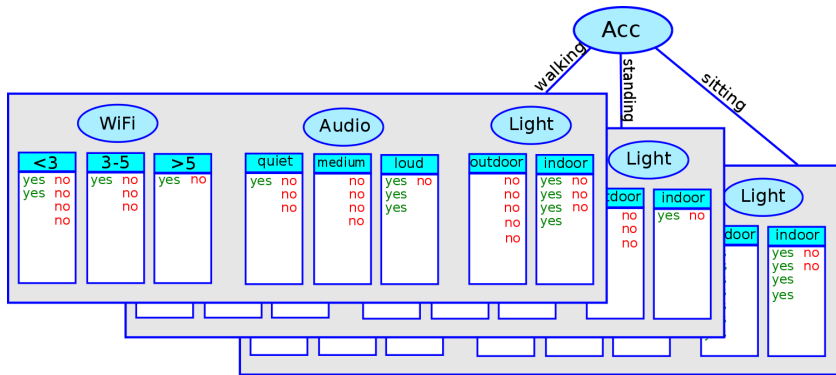 Acc
walking
standing
sitting
WiFi
Audio
Light
<3 3-5 >5
quiet medium loud
outdoor indoor
yes no yes no yes no
yes no no
no no
no
yes no no yes no
no no yes
no no yes
no
no yes no
no yes no
no yes no
no yes
no
Light
indoor
no yes no
no
no
Light
indoor
yes no
yes no
yes
yes